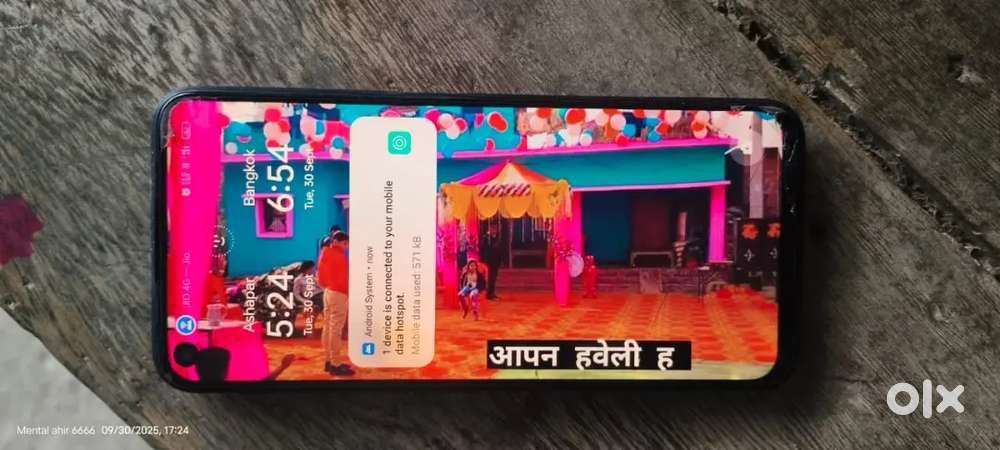 JIO 4G — Jio
Ashapar
5:24
Tue, 30 Sept
Bangkok
6:54
Tue, 30 Sep
Android System • now
1 device is connected to your mobile
data hotspot.
Mobile data used: 571 kB
आपन हवेली ह
olx
Mental ahir 6666 09/30/2025, 17:24